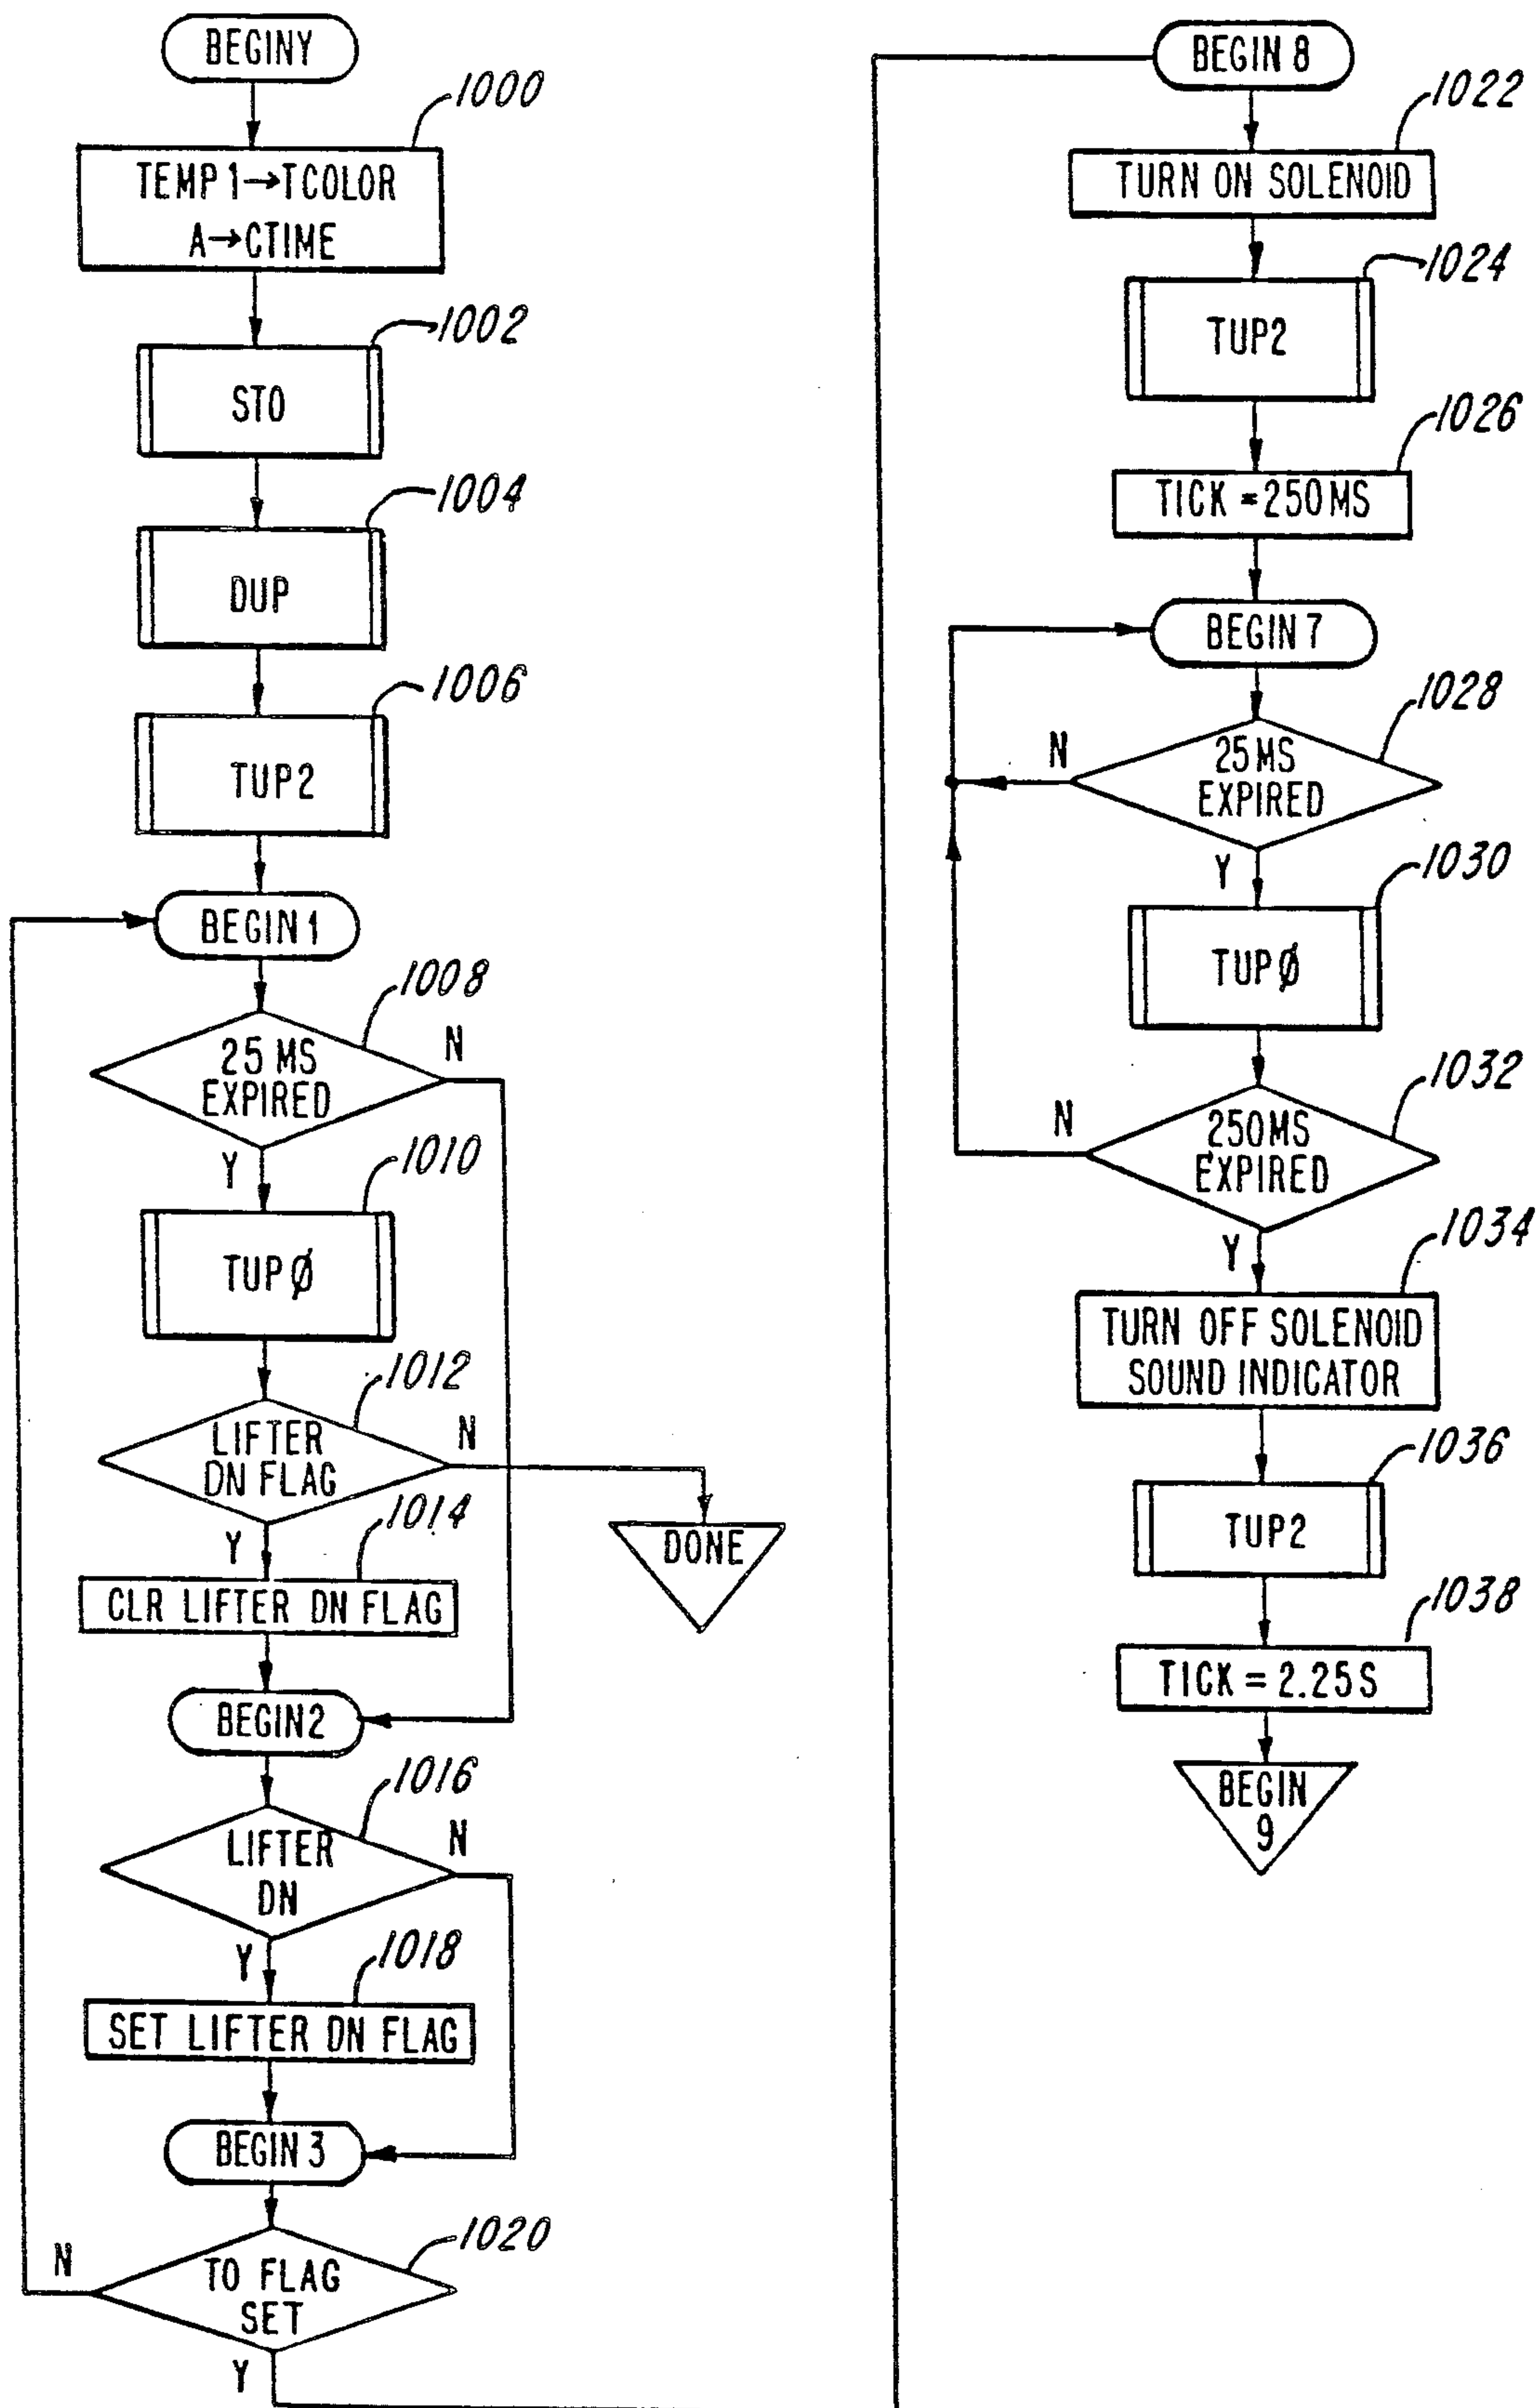 BEGINY
1000
TEMP1→TCOLOR
A→CTIME
1002
STO
1004
DUP
1006
TUP2
BEGIN 1
1008
25 MS
EXPIRED
N
Y
1010
TUPØ
1012
LIFTER
DN FLAG
N
DONE
Y
1014
CLR LIFTER DN FLAG
BEGIN2
1016
LIFTER
DN
N
Y
1018
SET LIFTER DN FLAG
BEGIN 3
1020
TO FLAG
SET
N
Y
BEGIN 8
1022
TURN ON SOLENOID
1024
TUP2
1026
TICK = 250MS
BEGIN 7
1028
25 MS
EXPIRED
N
Y
1030
TUPØ
1032
250MS
EXPIRED
N
Y
1034
TURN OFF SOLENOID
SOUND INDICATOR
1036
TUP2
1038
TICK = 2.25S
BEGIN
9